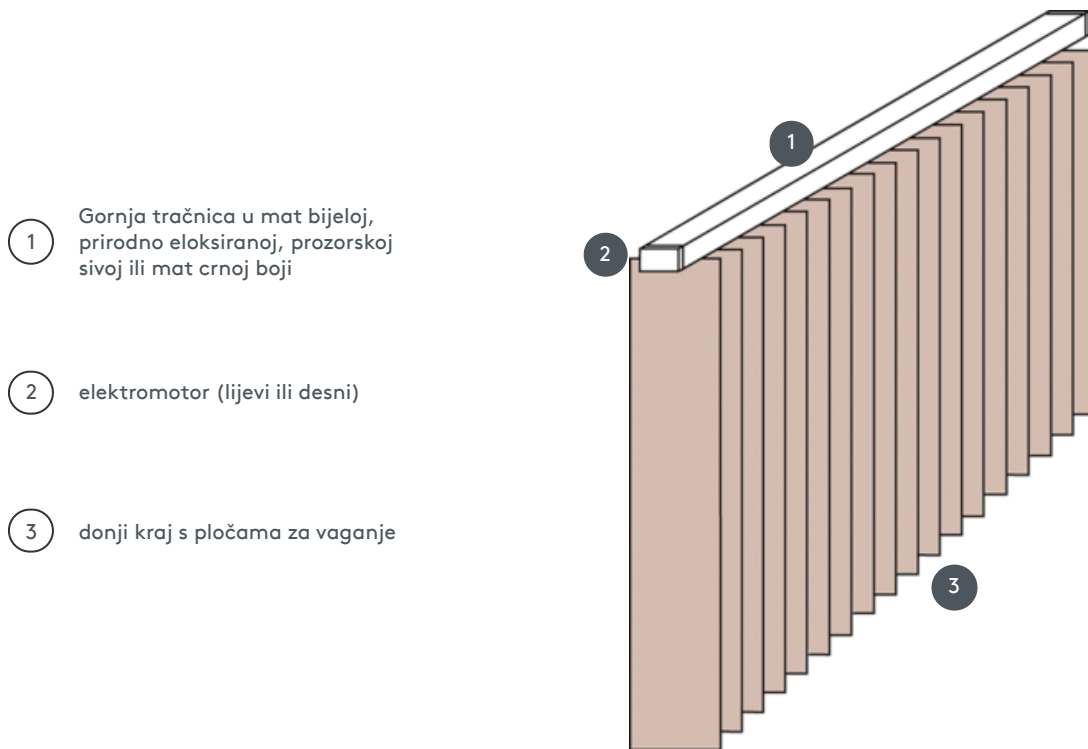 1
Gornja tračnica u mat bijeloj,
prirodno eloksiranoj, prozorskoj
sivoj ili mat crnoj boji
2
elektromotor (lijevi ili desni)
3
donji kraj s pločama za vaganje
1
2
3